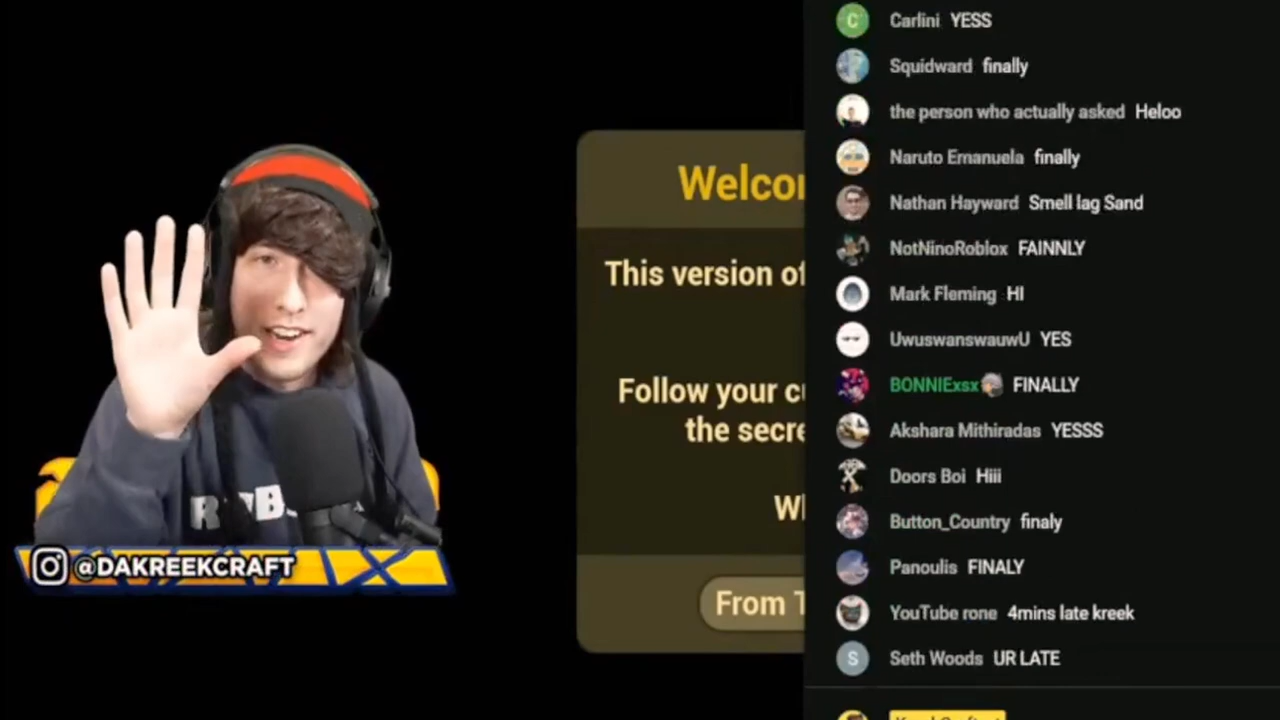 Welco
This version of
Follow your c
the secre
W
From T
@DAKREEKCRAFT
C Carlini YESS
Squidward finally
the person who actually asked Heloo
Naruto Emanuela finally
Nathan Hayward Smell lag Sand
NotNinoRoblox FAINNLY
Mark Fleming HI
UwuswanswauwU YES
BONNIExsx FINALLY
Akshara Mithiradas YESSS
Doors Boi Hiii
Button_Country finaly
Panoulis FINALY
YouTube rone 4mins late kreek
S Seth Woods UR LATE